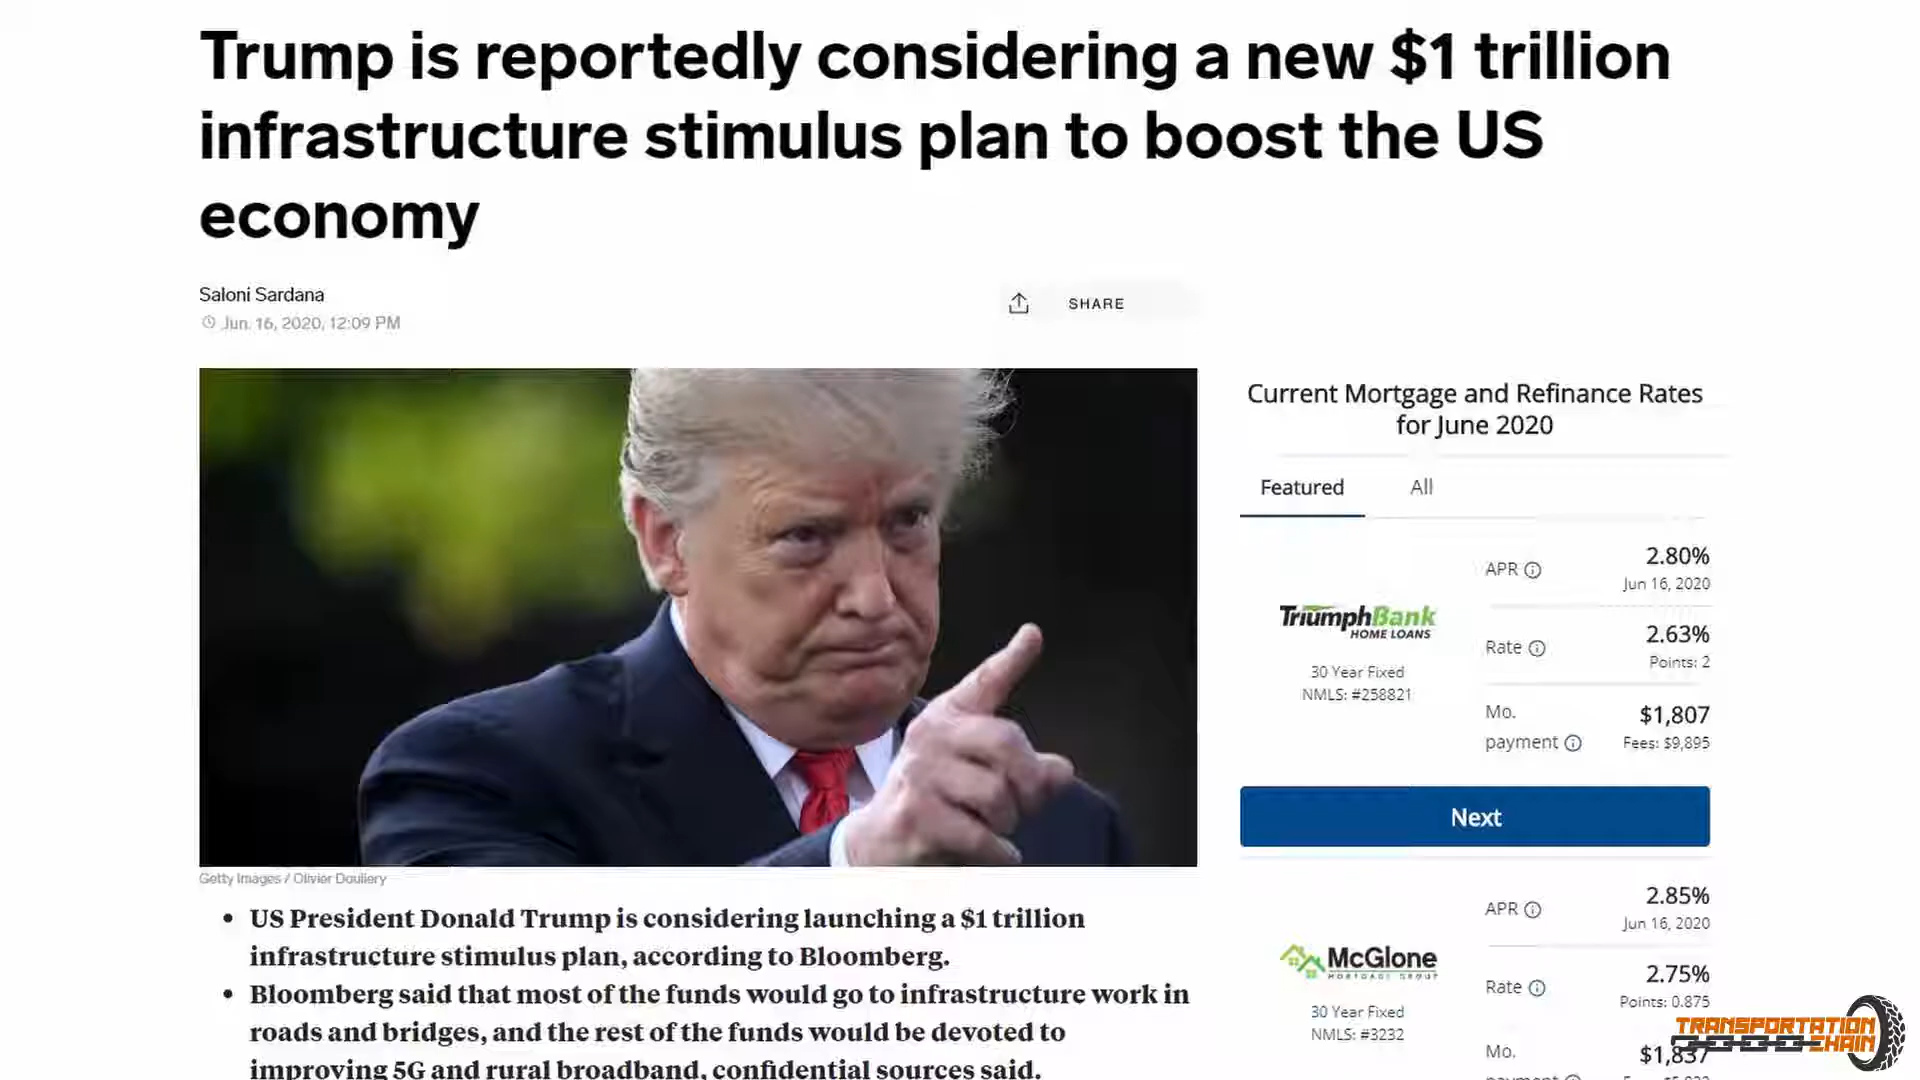 Trump is reportedly considering a new $1 trillion
infrastructure stimulus plan to boost the US
economy
Saloni Sardana
Jun. 16, 2020, 12:09 PM
SHARE
Getty Images / Olivier Douliery
• US President Donald Trump is considering launching a $1 trillion
infrastructure stimulus plan, according to Bloomberg.
• Bloomberg said that most of the funds would go to infrastructure work in
roads and bridges, and the rest of the funds would be devoted to
improving 5G and rural broadband, confidential sources said.
Current Mortgage and Refinance Rates
for June 2020
Featured All
TriumphBank
HOME LOANS
30 Year Fixed
NMLS: #258821
APR 2.80%
Jun 16, 2020
Rate 2.63%
Points: 2
Mo. payment $1,807
Fees: $9,895
Next
McGlone
MORTGAGE GROUP
30 Year Fixed
NMLS: #3232
APR 2.85%
Jun 16, 2020
Rate 2.75%
Points: 0.875
Mo. $1,837
TRANSPORTATION
CHAIN